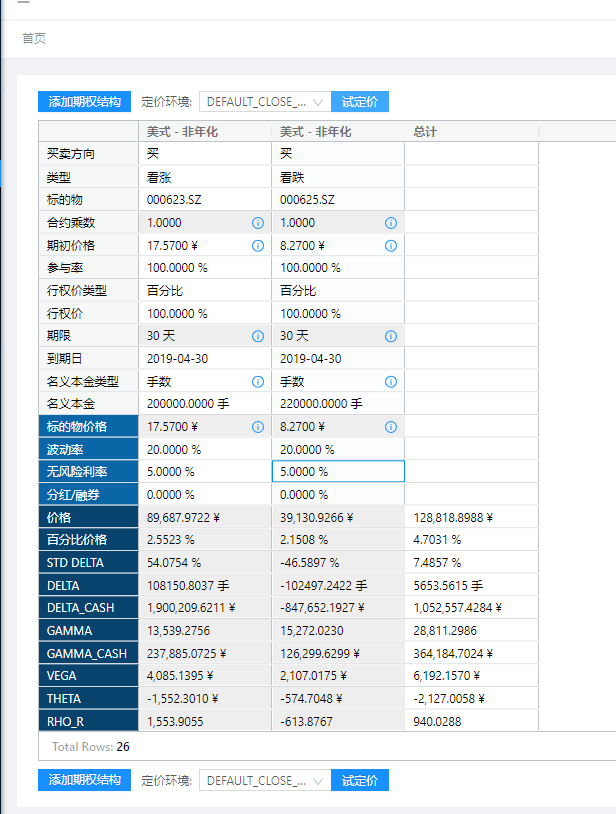 首页
添加期权结构 定价环境: DEFAULT_CLOSE_... 试定价
美式 - 非年化 美式 - 非年化 总计
买卖方向 买 买
类型 看涨 看跌
标的物 000623.SZ 000625.SZ
合约乘数 1.0000 1.0000
期初价格 17.5700 ¥ 8.2700 ¥
参与率 100.0000 % 100.0000 %
行权价类型 百分比 百分比
行权价 100.0000 % 100.0000 %
期限 30 天 30 天
到期日 2019-04-30 2019-04-30
名义本金类型 手数 手数
名义本金 200000.0000 手 220000.0000 手
标的物价格 17.5700 ¥ 8.2700 ¥
波动率 20.0000 % 20.0000 %
无风险利率 5.0000 % 5.0000 %
分红/融券 0.0000 % 0.0000 %
价格 89,687.9722 ¥ 39,130.9266 ¥ 128,818.8988 ¥
百分比价格 2.5523 % 2.1508 % 4.7031 %
STD DELTA 54.0754 % -46.5897 % 7.4857 %
DELTA 108150.8037 手 -102497.2422 手 5653.5615 手
DELTA_CASH 1,900,209.6211 ¥ -847,652.1927 ¥ 1,052,557.4284 ¥
GAMMA 13,539.2756 15,272.0230 28,811.2986
GAMMA_CASH 237,885.0725 ¥ 126,299.6299 ¥ 364,184.7024 ¥
VEGA 4,085.1395 ¥ 2,107.0175 ¥ 6,192.1570 ¥
THETA -1,552.3010 ¥ -574.7048 ¥ -2,127.0058 ¥
RHO_R 1,553.9055 -613.8767 940.0288
Total Rows: 26
添加期权结构 定价环境: DEFAULT_CLOSE_... 试定价